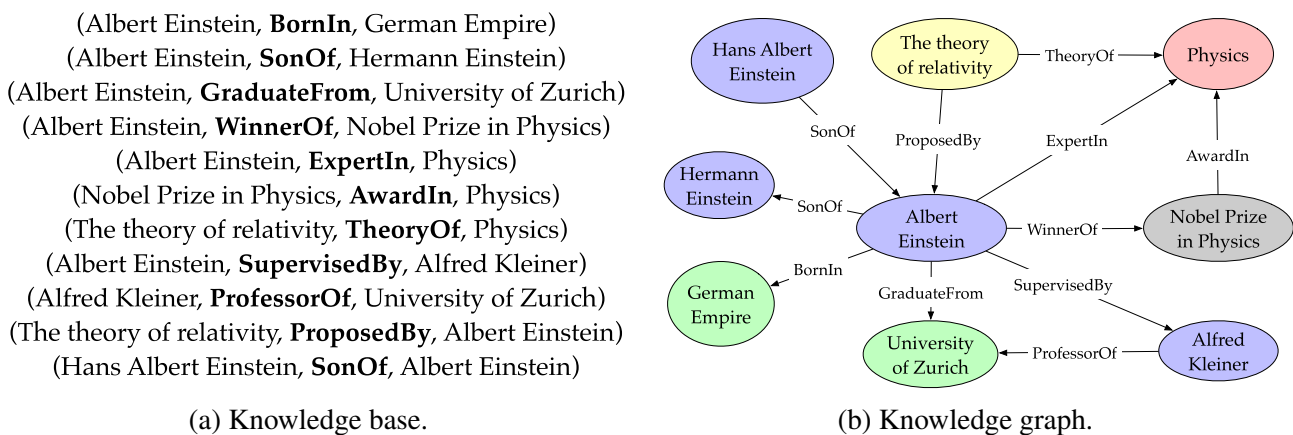 (Albert Einstein, BornIn, German Empire)
(Albert Einstein, SonOf, Hermann Einstein)
(Albert Einstein, GraduateFrom, University of Zurich)
(Albert Einstein, WinnerOf, Nobel Prize in Physics)
(Albert Einstein, ExpertIn, Physics)
(Nobel Prize in Physics, AwardIn, Physics)
(The theory of relativity, TheoryOf, Physics)
(Albert Einstein, SupervisedBy, Alfred Kleiner)
(Alfred Kleiner, ProfessorOf, University of Zurich)
(The theory of relativity, ProposedBy, Albert Einstein)
(Hans Albert Einstein, SonOf, Albert Einstein)
(a) Knowledge base.
Hans Albert
Einstein
The theory
of relativity
TheoryOf
Physics
SonOf
ProposedBy
ExpertIn
AwardIn
Hermann
Einstein
SonOf
Albert
Einstein
WinnerOf
Nobel Prize
in Physics
BornIn
GraduateFrom
SupervisedBy
German
Empire
University
of Zurich
ProfessorOf
Alfred
Kleiner
(b) Knowledge graph.